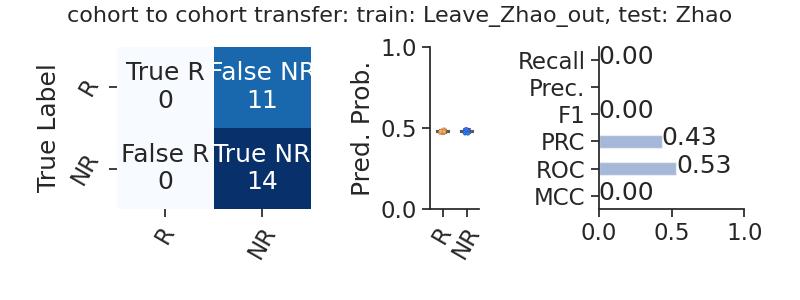 cohort to cohort transfer: train: Leave_Zhao_out, test: Zhao
True Label
R
NR
True R
0
False NR
11
False R
0
True NR
14
R
NR
Pred. Prob.
1.0
0.5
0.0
R
NR
Recall
0.00
Prec.
F1
0.00
PRC
0.43
ROC
0.53
MCC
0.00
0.0
0.5
1.0